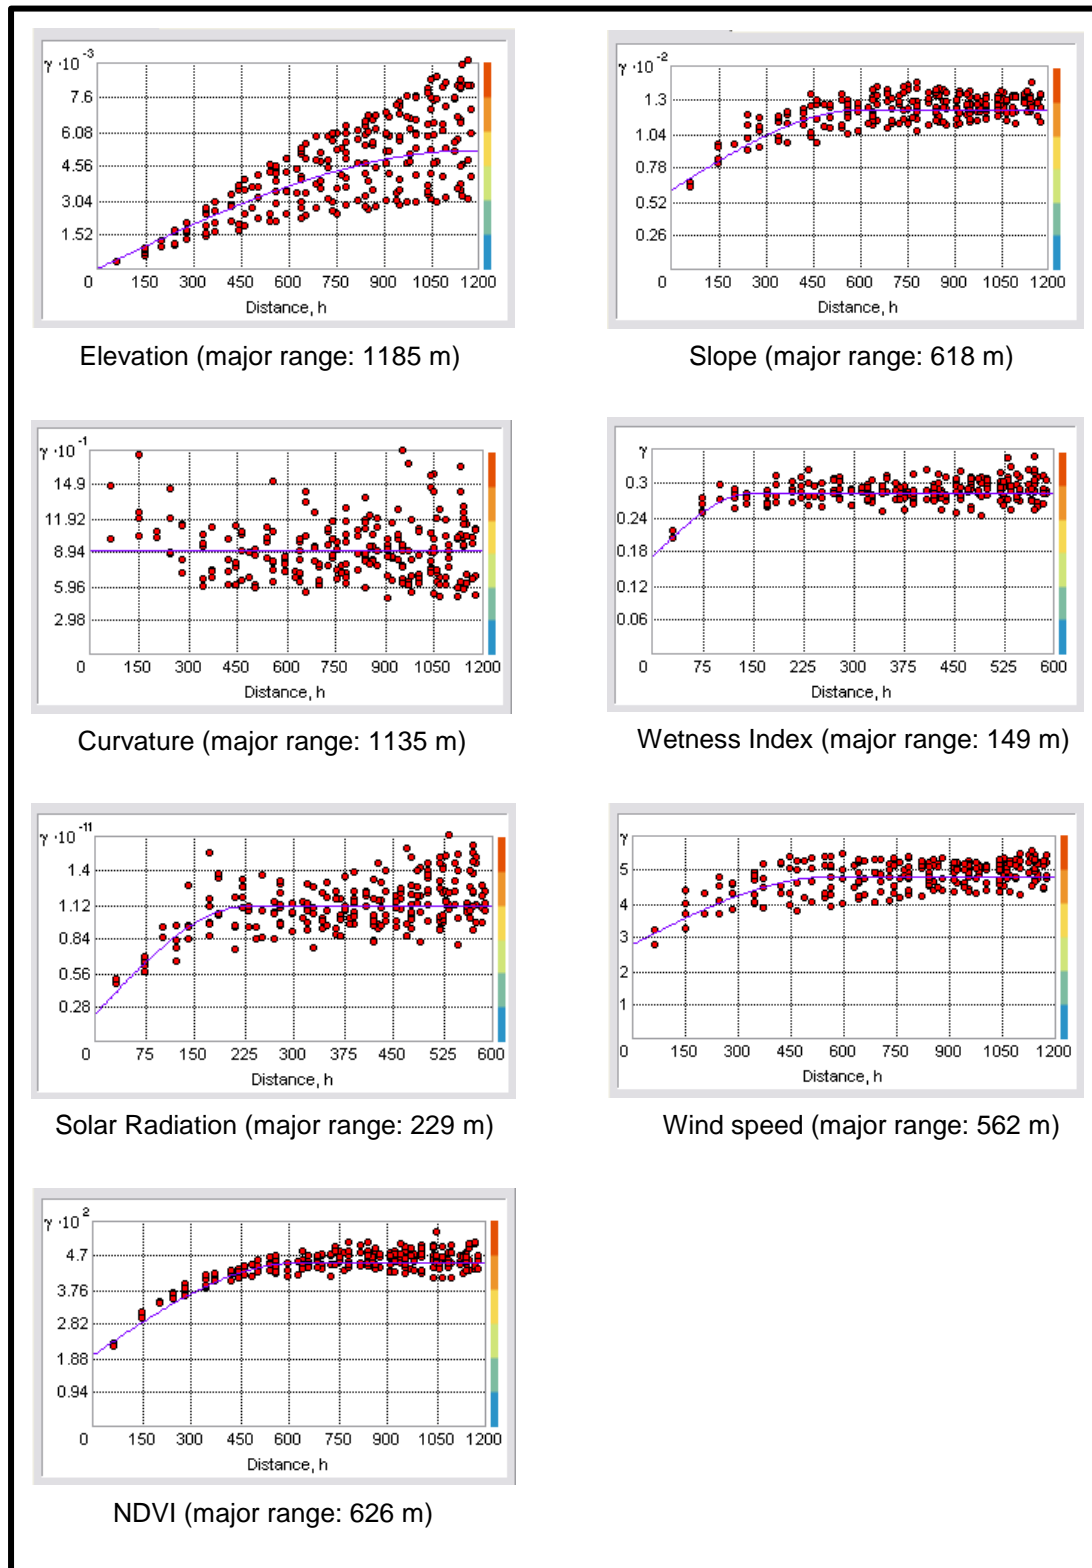 γ ·10 -3
7.6
6.08
4.56
3.04
1.52
0 150 300 450 600 750 900 1050 1200
Distance, h
Elevation (major range: 1185 m)
γ ·10 -2
1.3
1.04
0.78
0.52
0.26
0 150 300 450 600 750 900 1050 1200
Distance, h
Slope (major range: 618 m)
γ ·10 -1
14.9
11.92
8.94
5.96
2.98
0 150 300 450 600 750 900 1050 1200
Distance, h
Curvature (major range: 1135 m)
γ
0.3
0.24
0.18
0.12
0.06
0 75 150 225 300 375 450 525 600
Distance, h
Wetness Index (major range: 149 m)
γ ·10 -11
1.4
1.12
0.84
0.56
0.28
0 75 150 225 300 375 450 525 600
Distance, h
Solar Radiation (major range: 229 m)
γ
5
4
3
2
1
0 150 300 450 600 750 900 1050 1200
Distance, h
Wind speed (major range: 562 m)
γ ·10 2
4.7
3.76
2.82
1.88
0.94
0 150 300 450 600 750 900 1050 1200
Distance, h
NDVI (major range: 626 m)